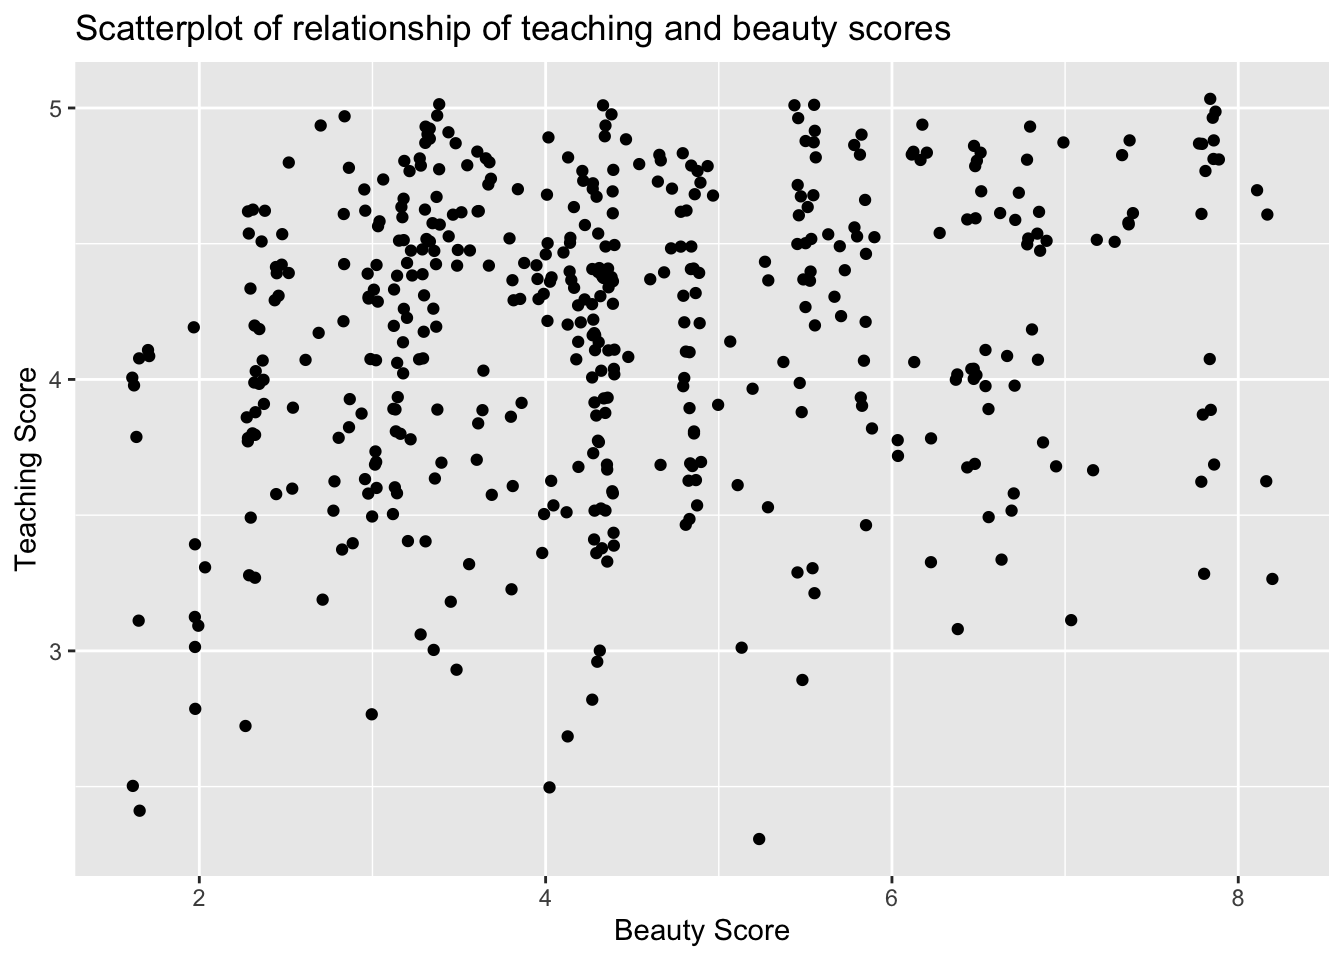 Scatterplot of relationship of teaching and beauty scores
5
4
3
Teaching Score
2 4 6 8
Beauty Score